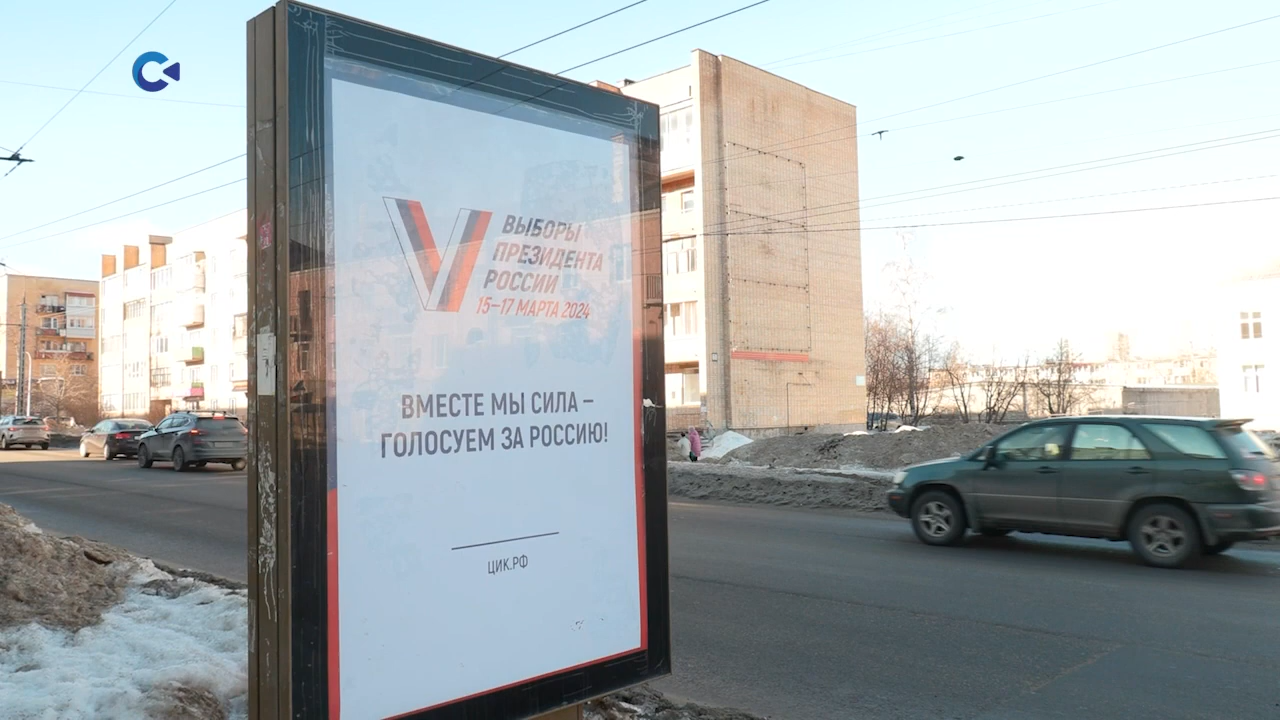 V ВЫБОРЫ
ПРЕЗИДЕНТА
РОССИИ
15–17 МАРТА 2024
ВМЕСТЕ МЫ СИЛА –
ГОЛОСУЕМ ЗА РОССИЮ!
ЦИК.РФ